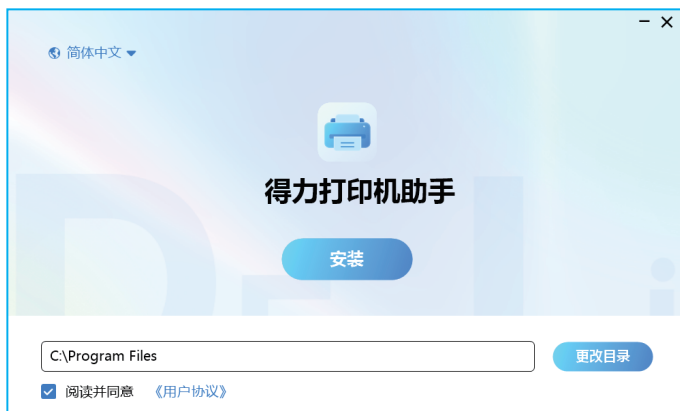 简体中文
得力打印机助手
安装
C:\Program Files
更改目录
阅读并同意 《用户协议》